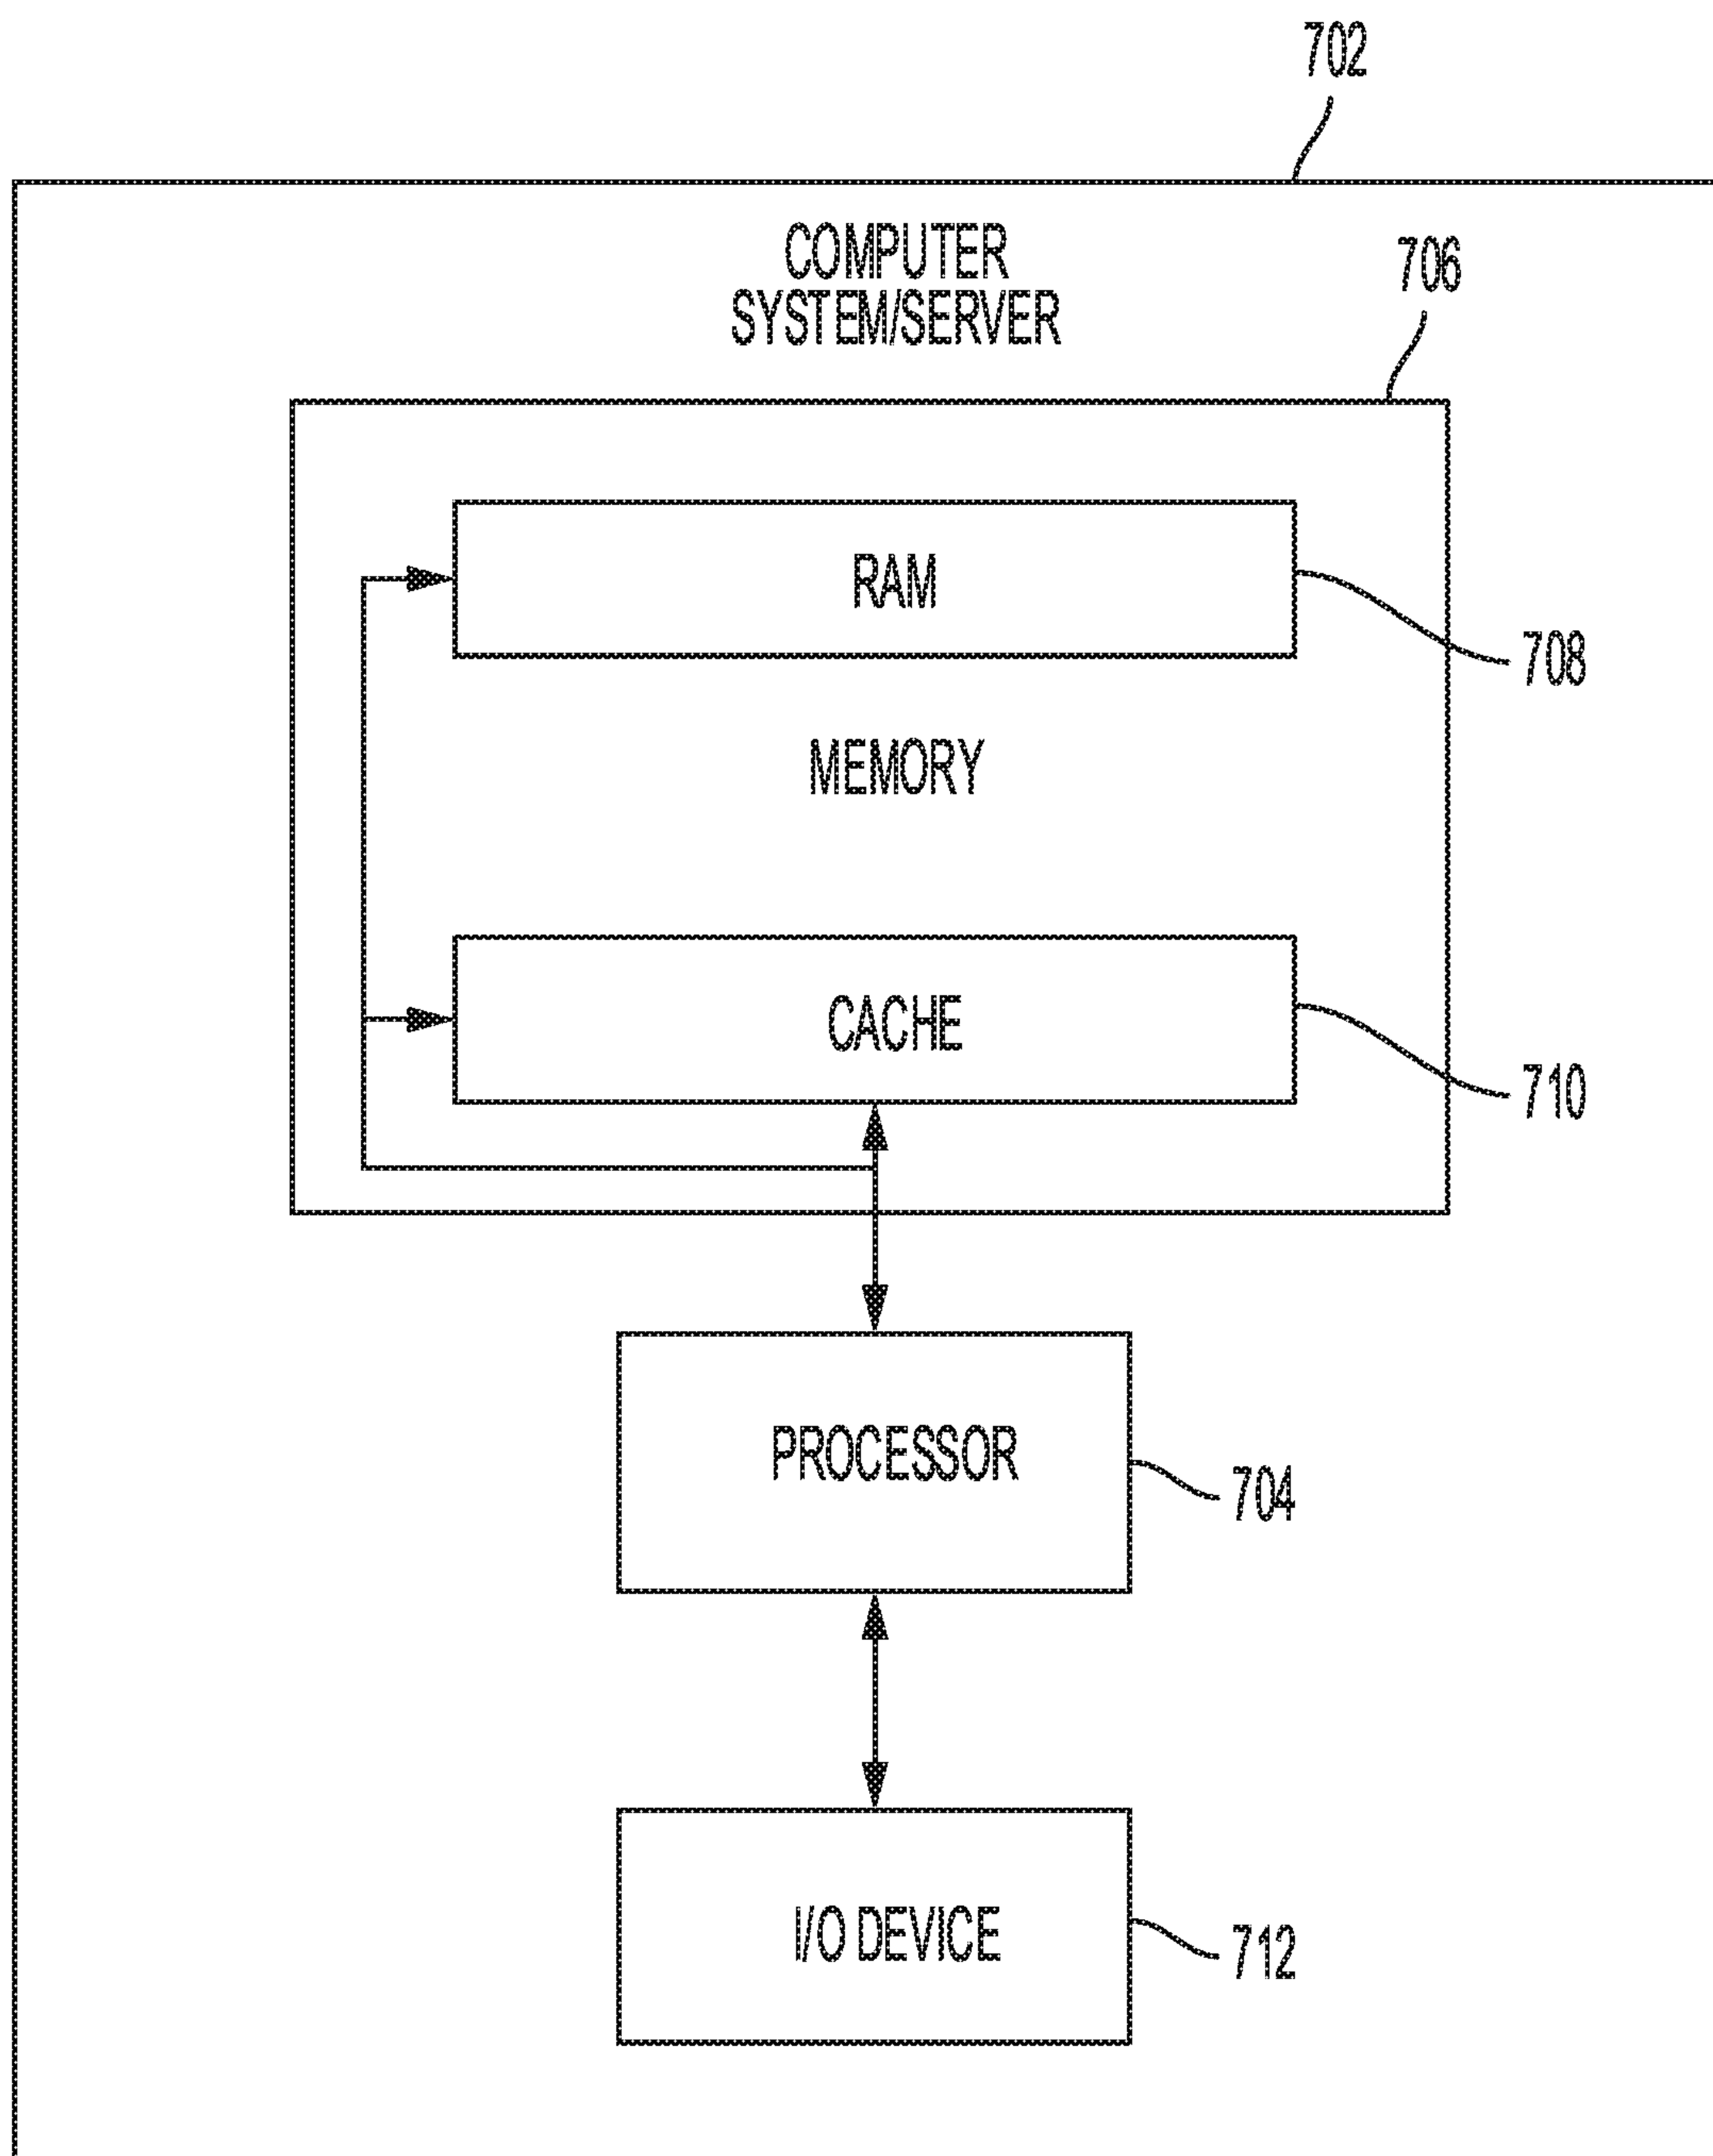 702
COMPUTER
SYSTEM/SERVER
706
RAM
708
MEMORY
CACHE
710
PROCESSOR
704
I/O DEVICE
712